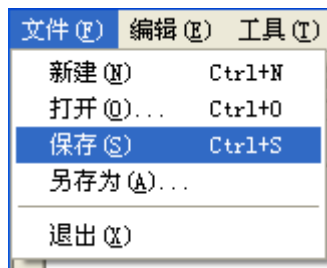 文件(F) 编辑(E) 工具(T)
新建(N) Ctrl+N
打开(O)... Ctrl+O
保存(S) Ctrl+S
另存为(A)...
退出(X)